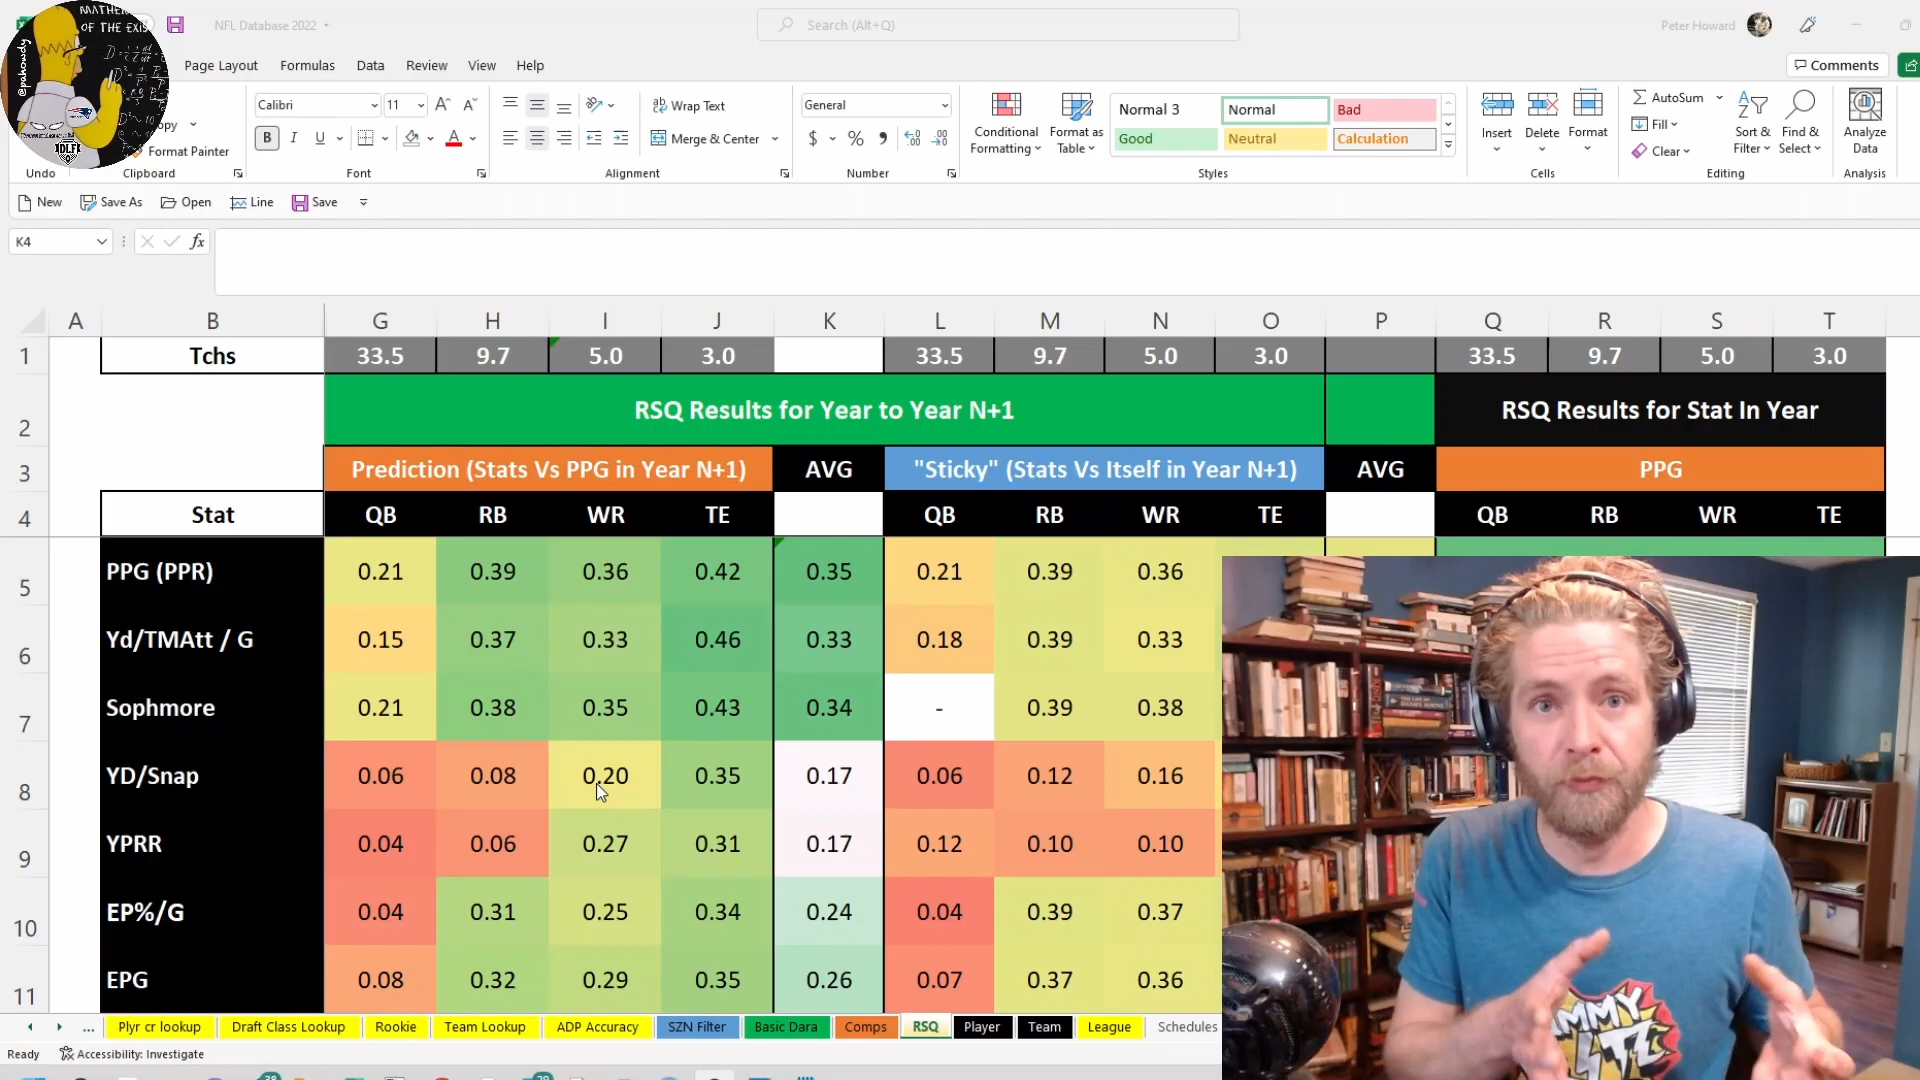 MATHE
OF THE EXIS
@pahowdy
DLF
NFL Database 2022
Search (Alt+Q)
Peter Howard
Page Layout
Formulas
Data
Review
View
Help
Comments
Calibri
11
Wrap Text
General
Conditional
Formatting
Format as
Table
Normal 3
Normal
Bad
Good
Neutral
Calculation
Insert
Delete
Format
AutoSum
Fill
Clear
Sort &
Filter
Find &
Select
Analyze
Data
opy
Format Painter
B I U
Merge & Center
$ % ,
Undo
Clipboard
Font
Alignment
Number
Styles
Cells
Editing
Analysis
New
Save As
Open
Line
Save
K4
fx
A B G H I J K L M N O P Q R S T
1 Tchs 33.5 9.7 5.0 3.0 33.5 9.7 5.0 3.0 33.5 9.7 5.0 3.0
2 RSQ Results for Year to Year N+1 RSQ Results for Stat In Year
3 Prediction (Stats Vs PPG in Year N+1) AVG "Sticky" (Stats Vs Itself in Year N+1) AVG PPG
4 Stat QB RB WR TE QB RB WR TE QB RB WR TE
5 PPG (PPR) 0.21 0.39 0.36 0.42 0.35 0.21 0.39 0.36
6 Yd/TMAtt / G 0.15 0.37 0.33 0.46 0.33 0.18 0.39 0.33
7 Sophmore 0.21 0.38 0.35 0.43 0.34 - 0.39 0.38
8 YD/Snap 0.06 0.08 0.20 0.35 0.17 0.06 0.12 0.16
9 YPRR 0.04 0.06 0.27 0.31 0.17 0.12 0.10 0.10
10 EP%/G 0.04 0.31 0.25 0.34 0.24 0.04 0.39 0.37
11 EPG 0.08 0.32 0.29 0.35 0.26 0.07 0.37 0.36
... Plyr cr lookup Draft Class Lookup Rookie Team Lookup ADP Accuracy SZN Filter Basic Dara Comps RSQ Player Team League Schedules
Ready
Accessibility: Investigate